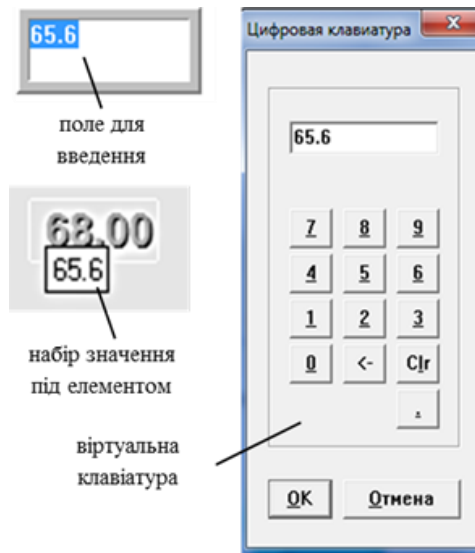 65.6
поле для
введення
68.00
65.6
набір значення
під елементом
віртуальна
клавіатура
Цифровая клавиатура
65.6
7 8 9
4 5 6
1 2 3
0 <- Clr
.
OK Отмена